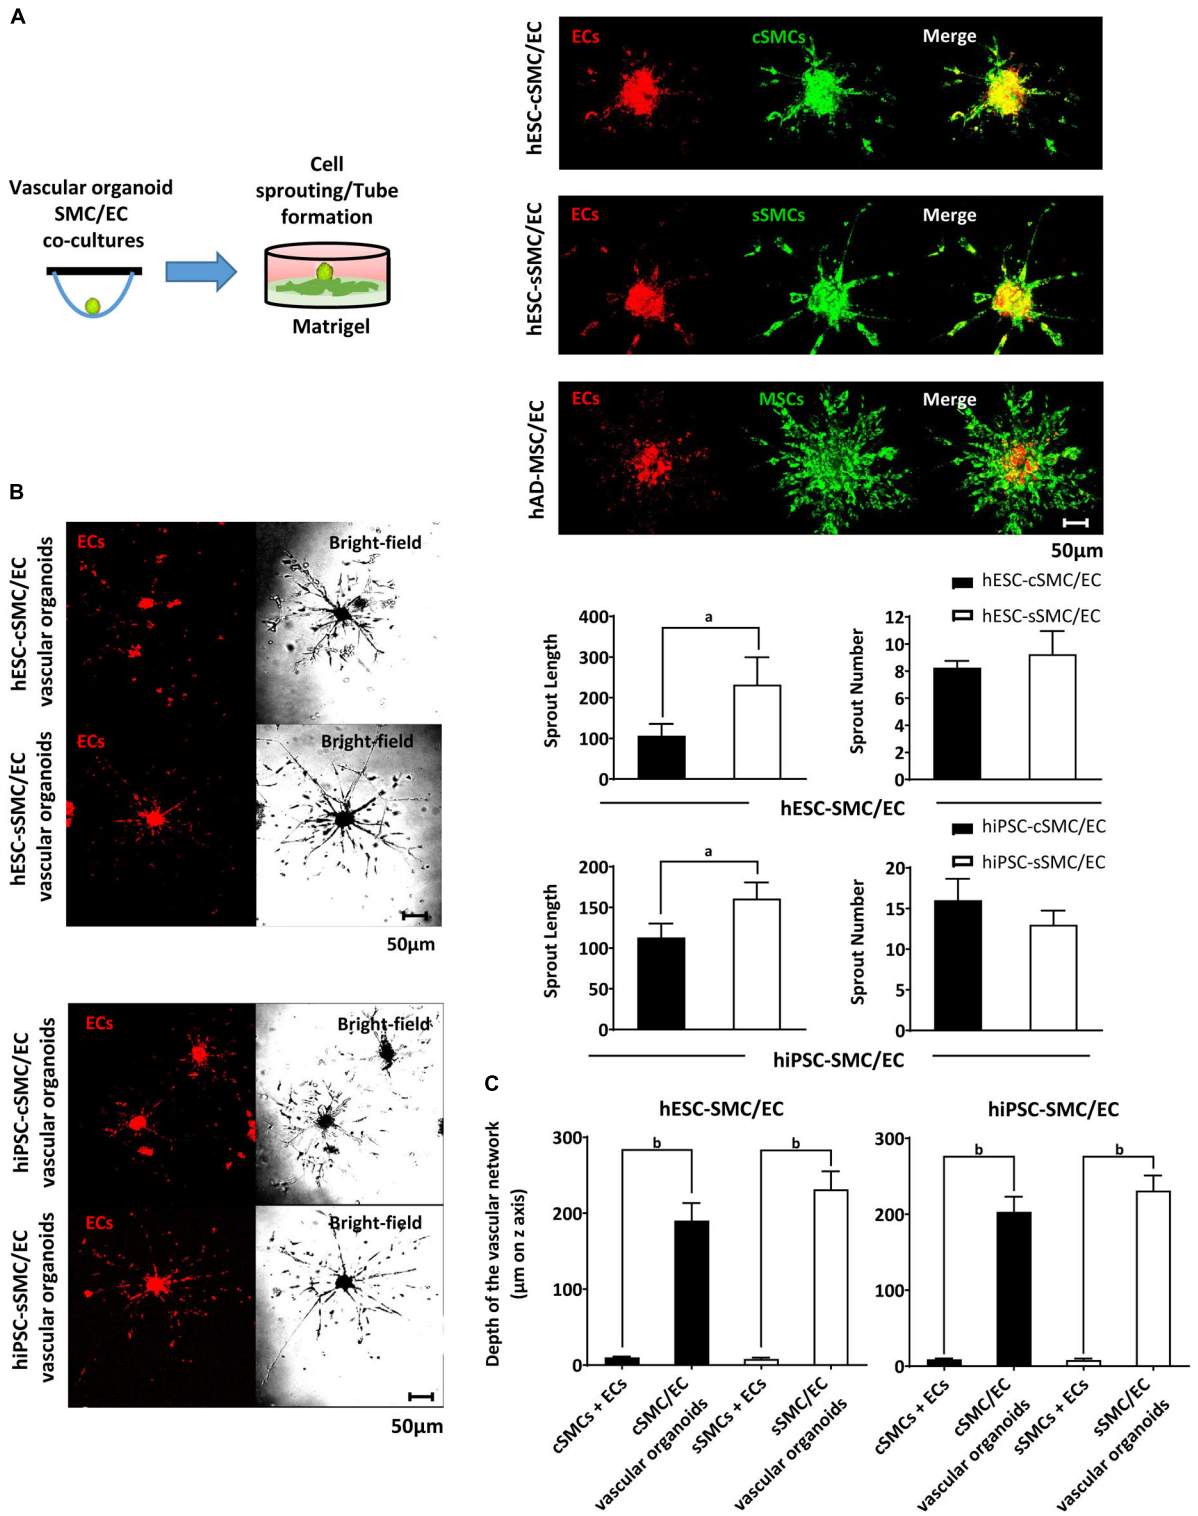 A
Vascular organoid
SMC/EC
co-cultures
Cell
sprouting/Tube
formation
Matrigel
hESC-cSMC/EC
ECs
cSMCs
Merge
hESC-sSMC/EC
ECs
sSMCs
Merge
hAD-MSC/EC
ECs
MSCs
Merge
50μm
B
hESC-cSMC/EC
vascular organoids
ECs
Bright-field
hESC-sSMC/EC
vascular organoids
ECs
Bright-field
50μm
hiPSC-cSMC/EC
vascular organoids
ECs
Bright-field
hiPSC-sSMC/EC
vascular organoids
ECs
Bright-field
50μm
hESC-cSMC/EC
hESC-sSMC/EC
Sprout Length
400
300
200
100
0
a
Sprout Number
12
10
8
6
4
2
0
hESC-SMC/EC
hiPSC-cSMC/EC
hiPSC-sSMC/EC
Sprout Length
200
150
100
50
0
a
Sprout Number
20
15
10
5
0
hiPSC-SMC/EC
C
hESC-SMC/EC
Depth of the vascular network
(μm on z axis)
300
200
100
0
b
b
cSMCs + ECs
cSMC/EC
vascular organoids
sSMCs + ECs
sSMC/EC
vascular organoids
hiPSC-SMC/EC
300
200
100
0
b
b
cSMCs + ECs
cSMC/EC
vascular organoids
sSMCs + ECs
sSMC/EC
vascular organoids